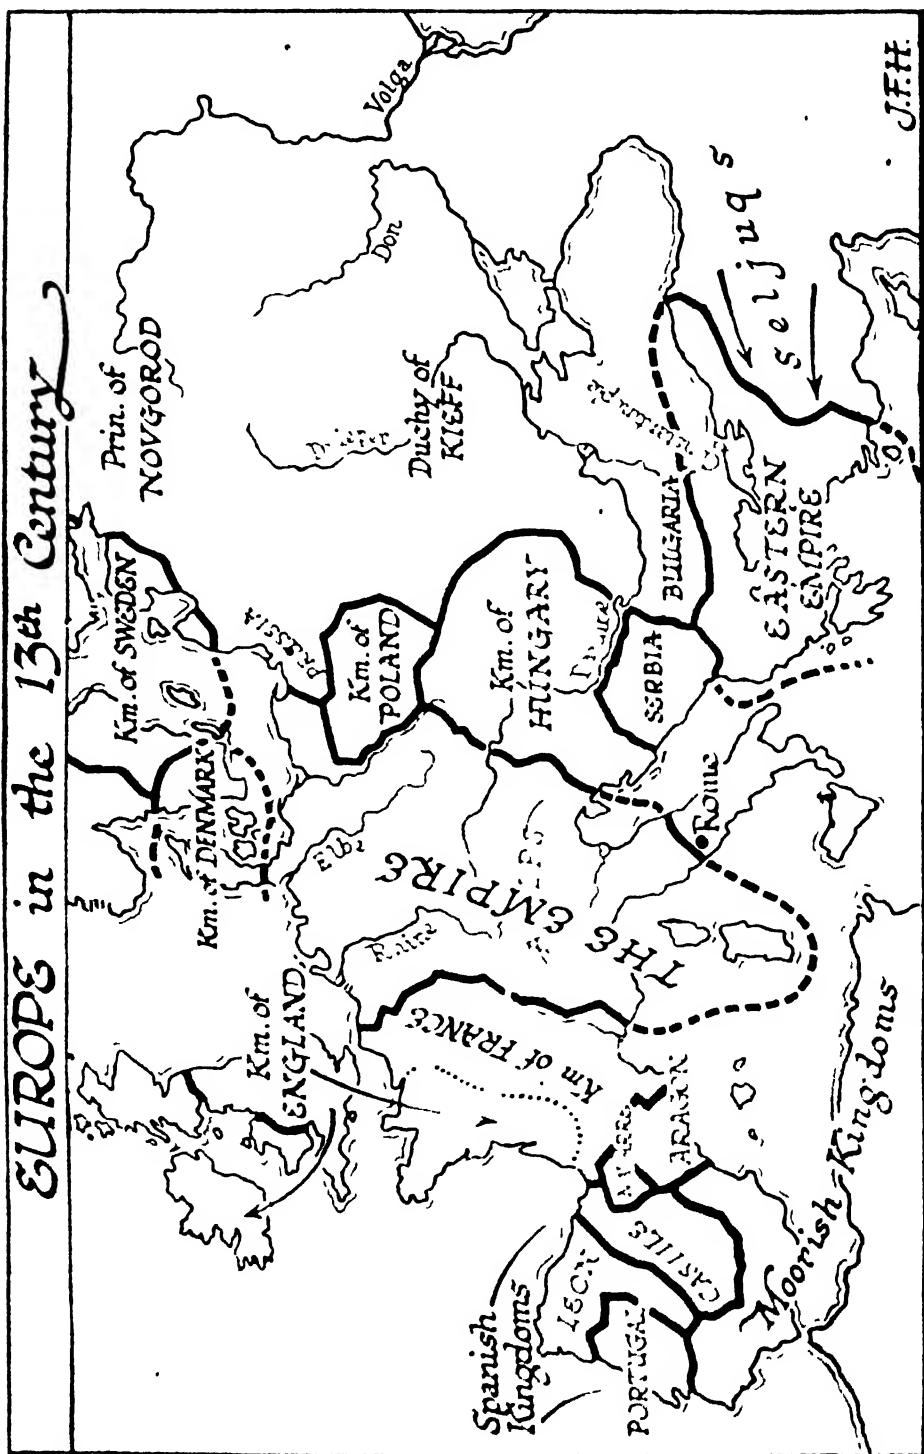 EUROPE in the 13th Century
Prin. of
NOVGOROD
Volga
Don
Duchy of
KIEFF
Km. of SWEDEN
Km. of DENMARK
Km. of
POLAND
Km. of
HUNGARY
SERBIA
BULGARIA
EASTERN
EMPIRE
Seljuqs
Km. of
ENGLAND
Elbe
Rhine
THE EMPIRE
Km of FRANCE
Rome
ARAGON
CASTILE
LEON
PORTUGAL
Spanish
Kingdoms
Moorish Kingdoms
J.F.H.